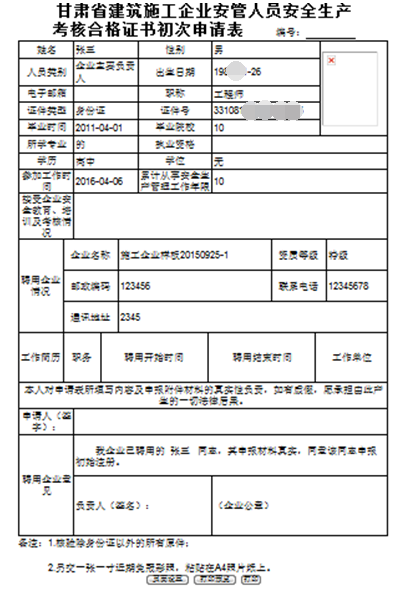 甘肃省建筑施工企业安管人员安全生产
考核合格证书初次申请表 编号:
姓名 张三 性别 男
人员类别 企业主要负责人 出生日期 198 -26
电子邮箱 职称 工程师
证件类型 身份证 证件号 331081
毕业时间 2011-04-01 毕业院校 10
所学专业 的 执业资格
学历 高中 学位 无
参加工作时间 2016-04-06 累计从事安全生产管理工作年限 10
接受企业安全教育、培训及考核情况
聘用企业情况 企业名称 施工企业样板20150925-1 资质等级 特级
邮政编码 123456 联系电话 12345678
通讯地址 2345
工作简历 职务 聘用开始时间 聘用结束时间 工作单位
本人对申请表所填写内容及申报附件材料的真实性负责,如有虚假,愿承担由此产
生的一切法律后果。
申请人(签字):
聘用企业意见 我企业已聘用的 张三 同志,其申报材料真实,同意该同志申报
初始注册。
负责人(签名): (企业公章)
备注:1.核验除身份证以外的所有原件;
2.另交一张一寸近期免冠彩照,粘贴在A4照片纸上。
页面设置 打印预览 打印